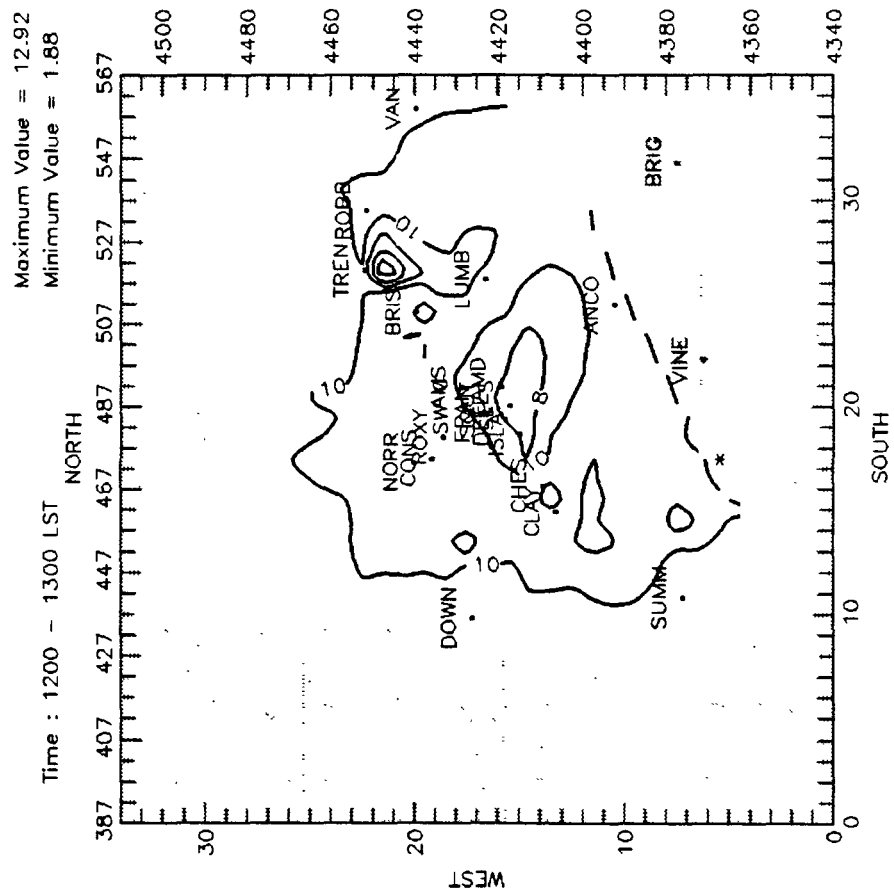 Maximum Value = 12.92
Time : 1200 - 1300 LST
Minimum Value = 1.88
NORTH
387 407 427 447 467 487 507 527 547 567
30
20
10
0
WEST
4500
4480
4460
4440
4420
4400
4380
4360
4340
10
10
10
10
8
TREN
ROBB
VAN
BRIS
LUMB
NORR
CONS
ROXY
SWAMS
ISLA
CHES
CLAY
DOWN
ANCO
BRIG
VINE
SUMM
*
0 10 20 30
SOUTH